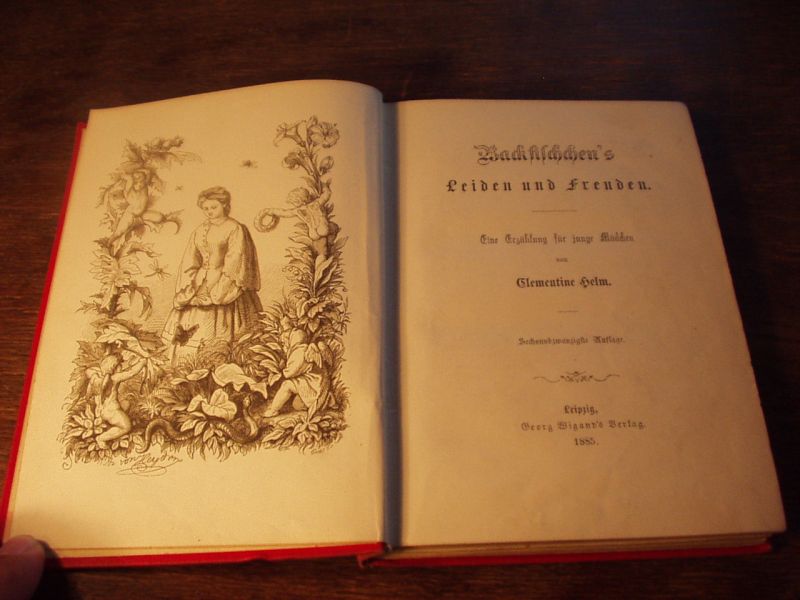 Backfischchen's
Leiden und Freuden.
Eine Erzählung für junge Mädchen
von
Clementine Helm.
Sechsundzwanzigste Auflage.
Leipzig,
Georg Wigand's Verlag.
1885.